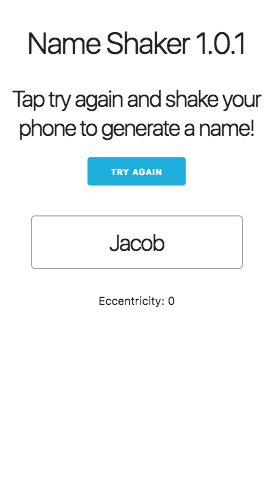 Name Shaker 1.0.1
Tap try again and shake your
phone to generate a name!
TRY AGAIN
Jacob
Eccentricity: 0